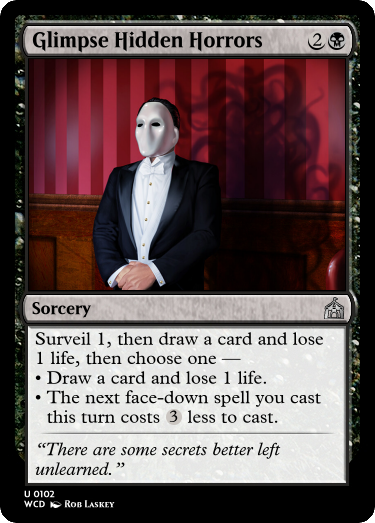 Glimpse Hidden Horrors 2
Sorcery
Surveil 1, then draw a card and lose
1 life, then choose one —
• Draw a card and lose 1 life.
• The next face-down spell you cast
this turn costs 3 less to cast.
“There are some secrets better left
unlearned.”
U 0102
WCD Rob Laskey